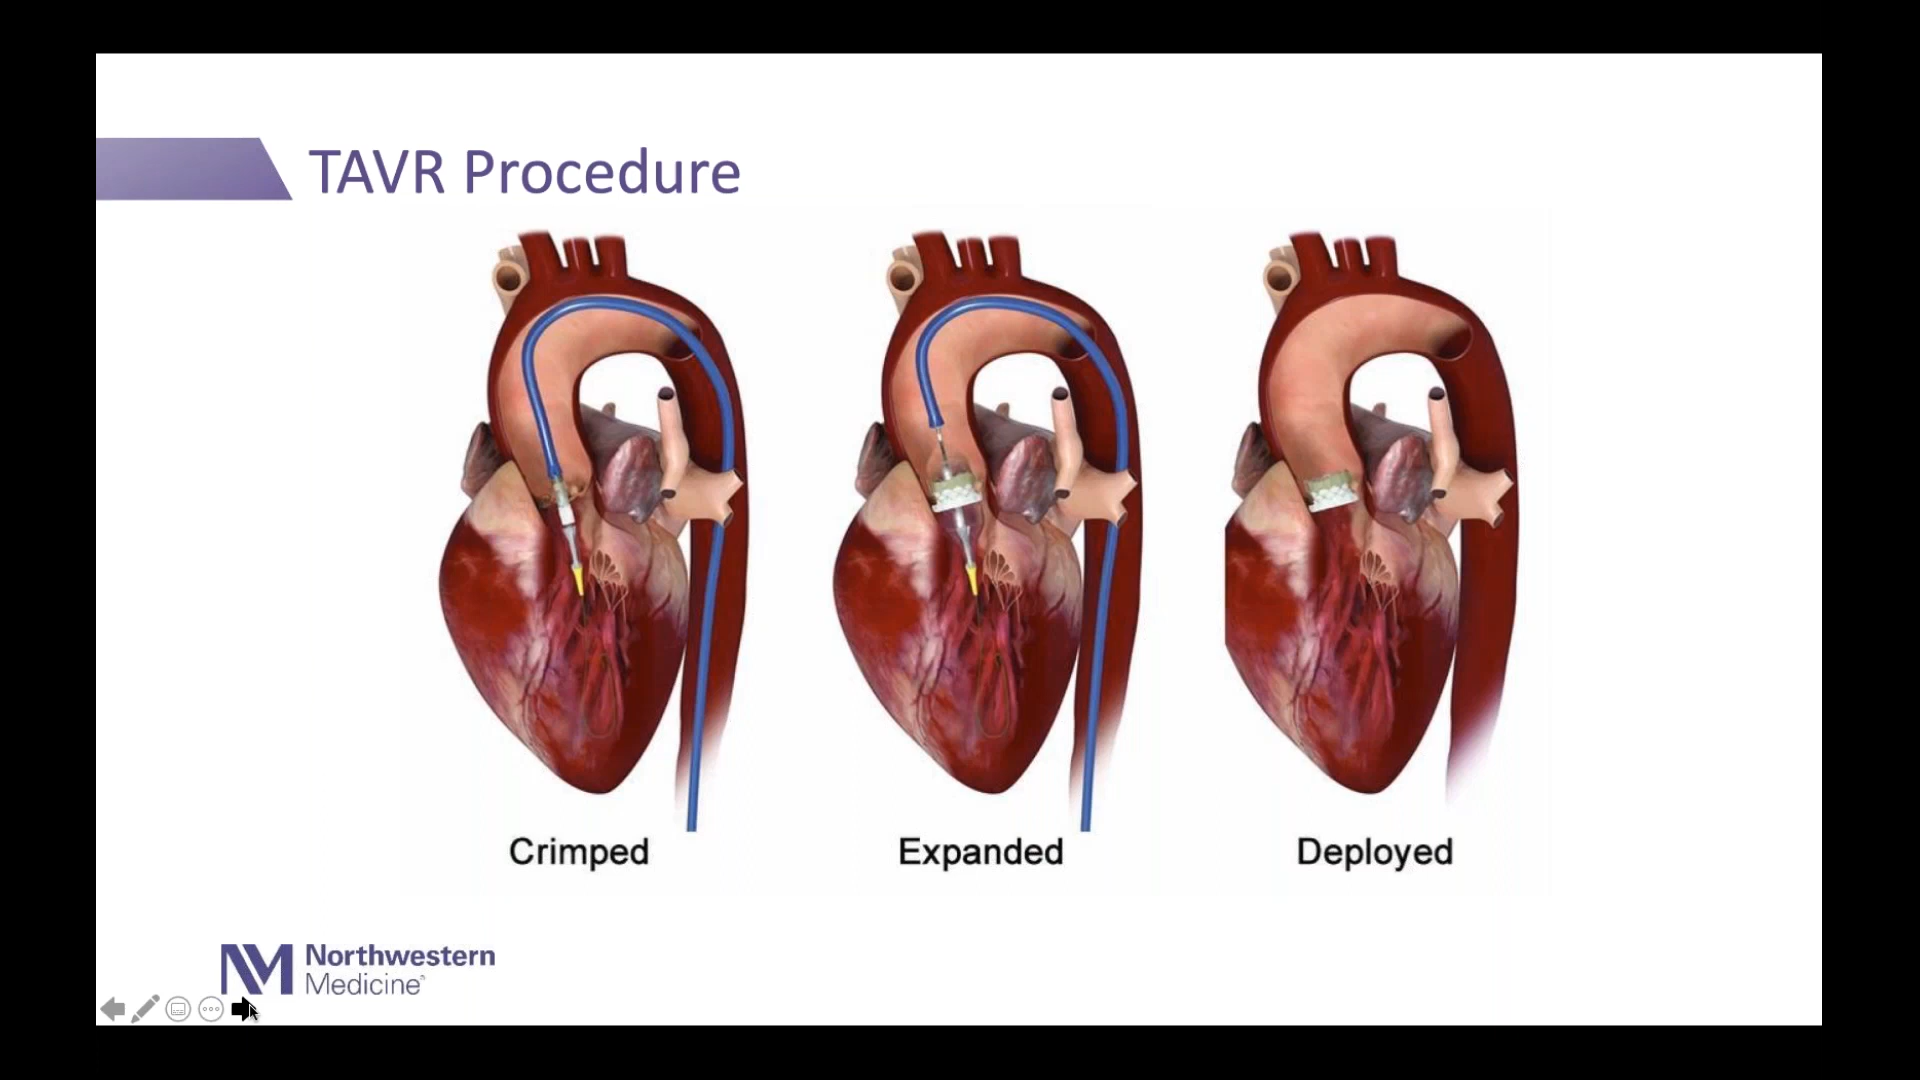 TAVR Procedure
Crimped
Expanded
Deployed
Northwestern
Medicine